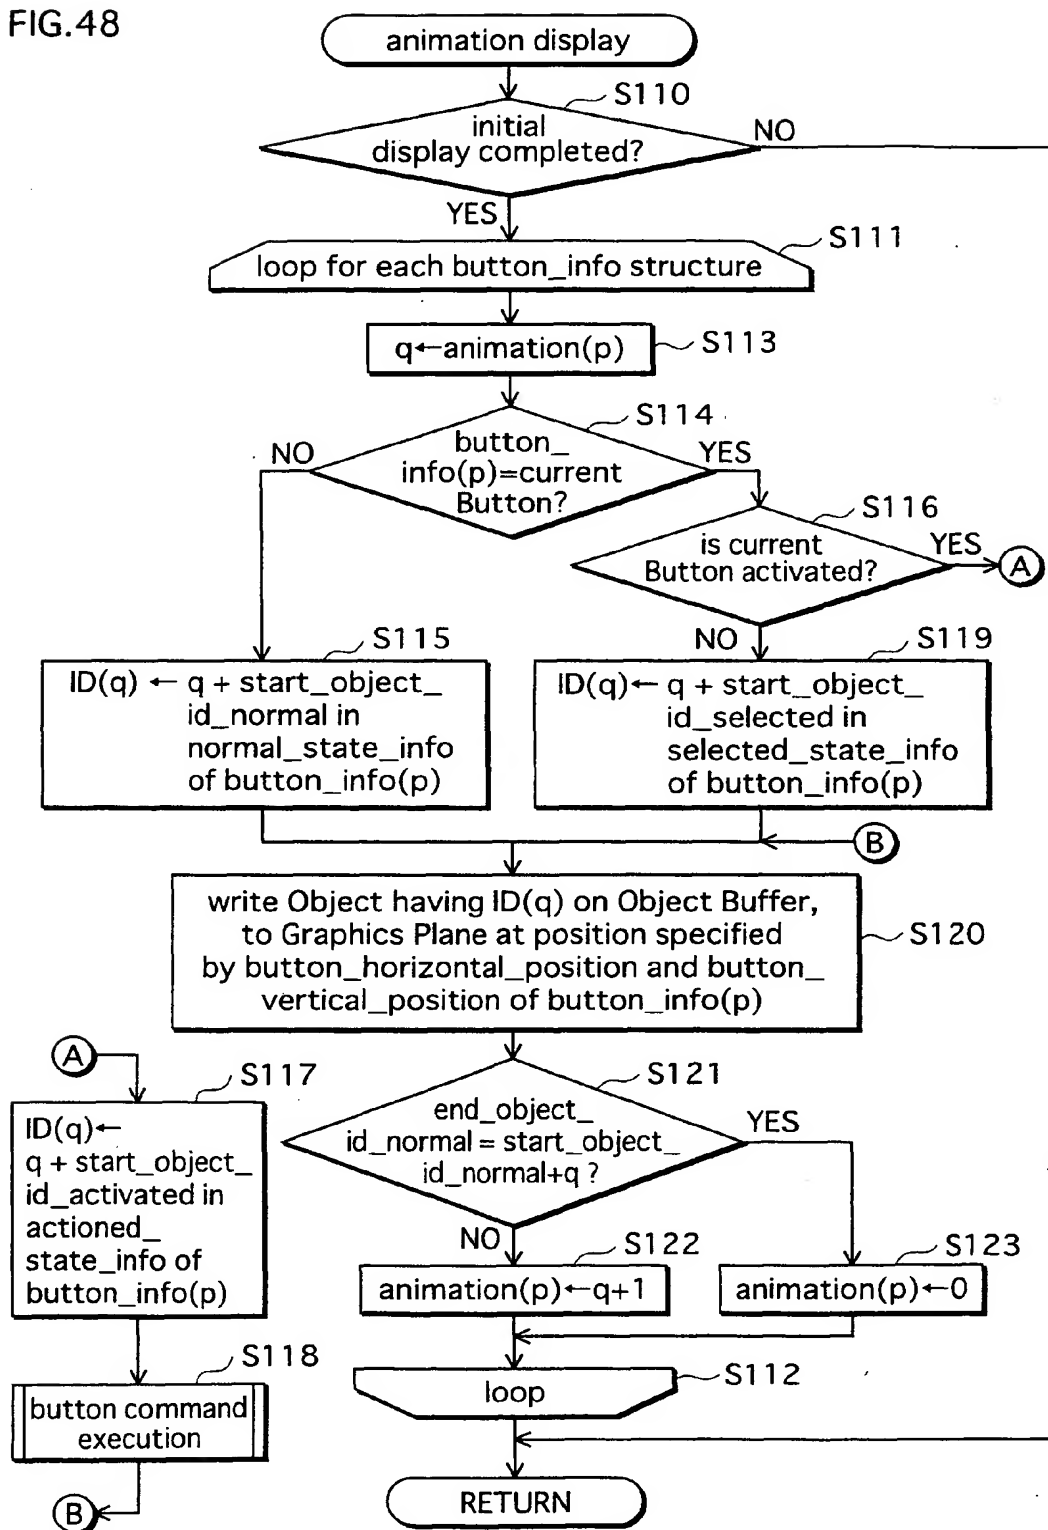 FIG.48
animation display
S110
initial
display completed?
NO
YES
S111
loop for each button_info structure
q←animation(p)
S113
S114
button_
info(p)=current
Button?
NO
YES
S116
is current
Button activated?
YES
A
NO
S115
ID(q) ← q + start_object_
id_normal in
normal_state_info
of button_info(p)
S119
ID(q)← q + start_object_
id_selected in
selected_state_info
of button_info(p)
B
write Object having ID(q) on Object Buffer,
to Graphics Plane at position specified
by button_horizontal_position and button_
vertical_position of button_info(p)
S120
A
S117
ID(q)←
q + start_object_
id_activated in
actioned_
state_info of
button_info(p)
S118
button command
execution
B
S121
end_object_
id_normal = start_object_
id_normal+q ?
YES
NO
S122
animation(p)←q+1
S123
animation(p)←0
S112
loop
RETURN